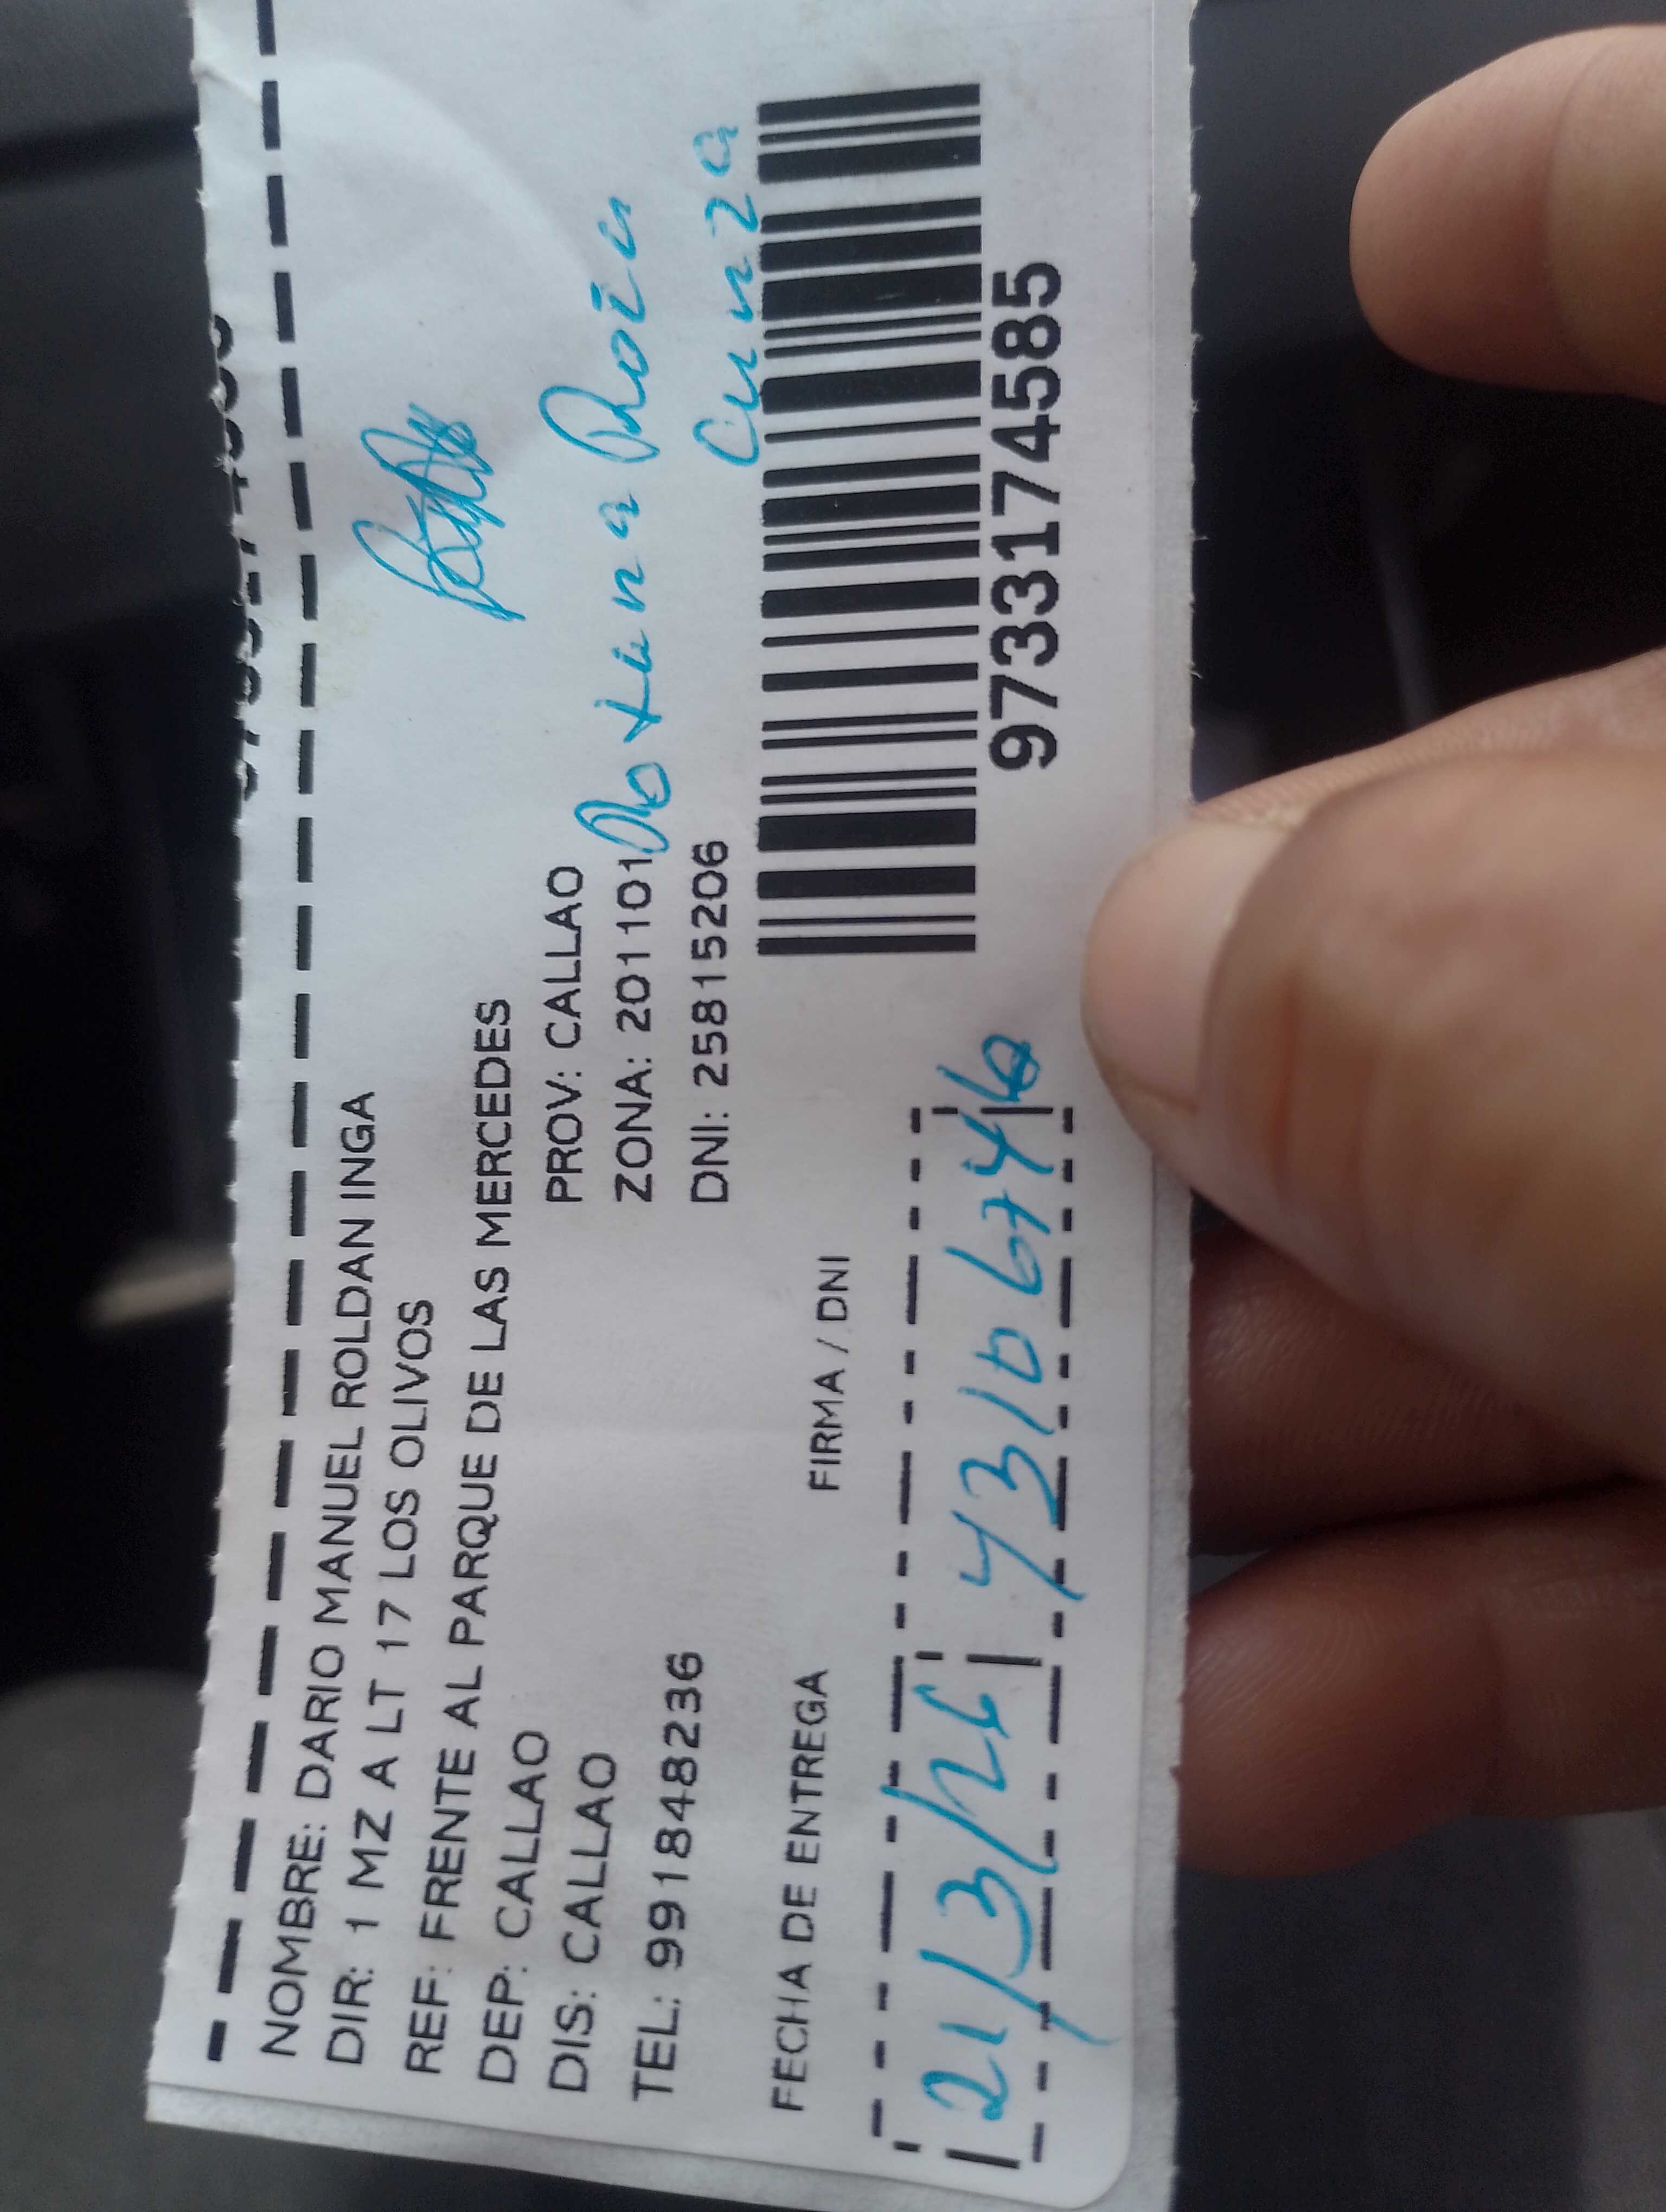 NOMBRE: DARIO MANUEL ROLDAN INGA
DIR: 1 MZ A LT 17 LOS OLIVOS
REF: FRENTE AL PARQUE DE LAS MERCEDES
DEP: CALLAO PROV: CALLAO
DIS: CALLAO ZONA: 201101
TEL: 991848236 DNI: 25815206
Cunza
FECHA DE ENTREGA FIRMA / DNI
21/3/26 43106746
9733174585